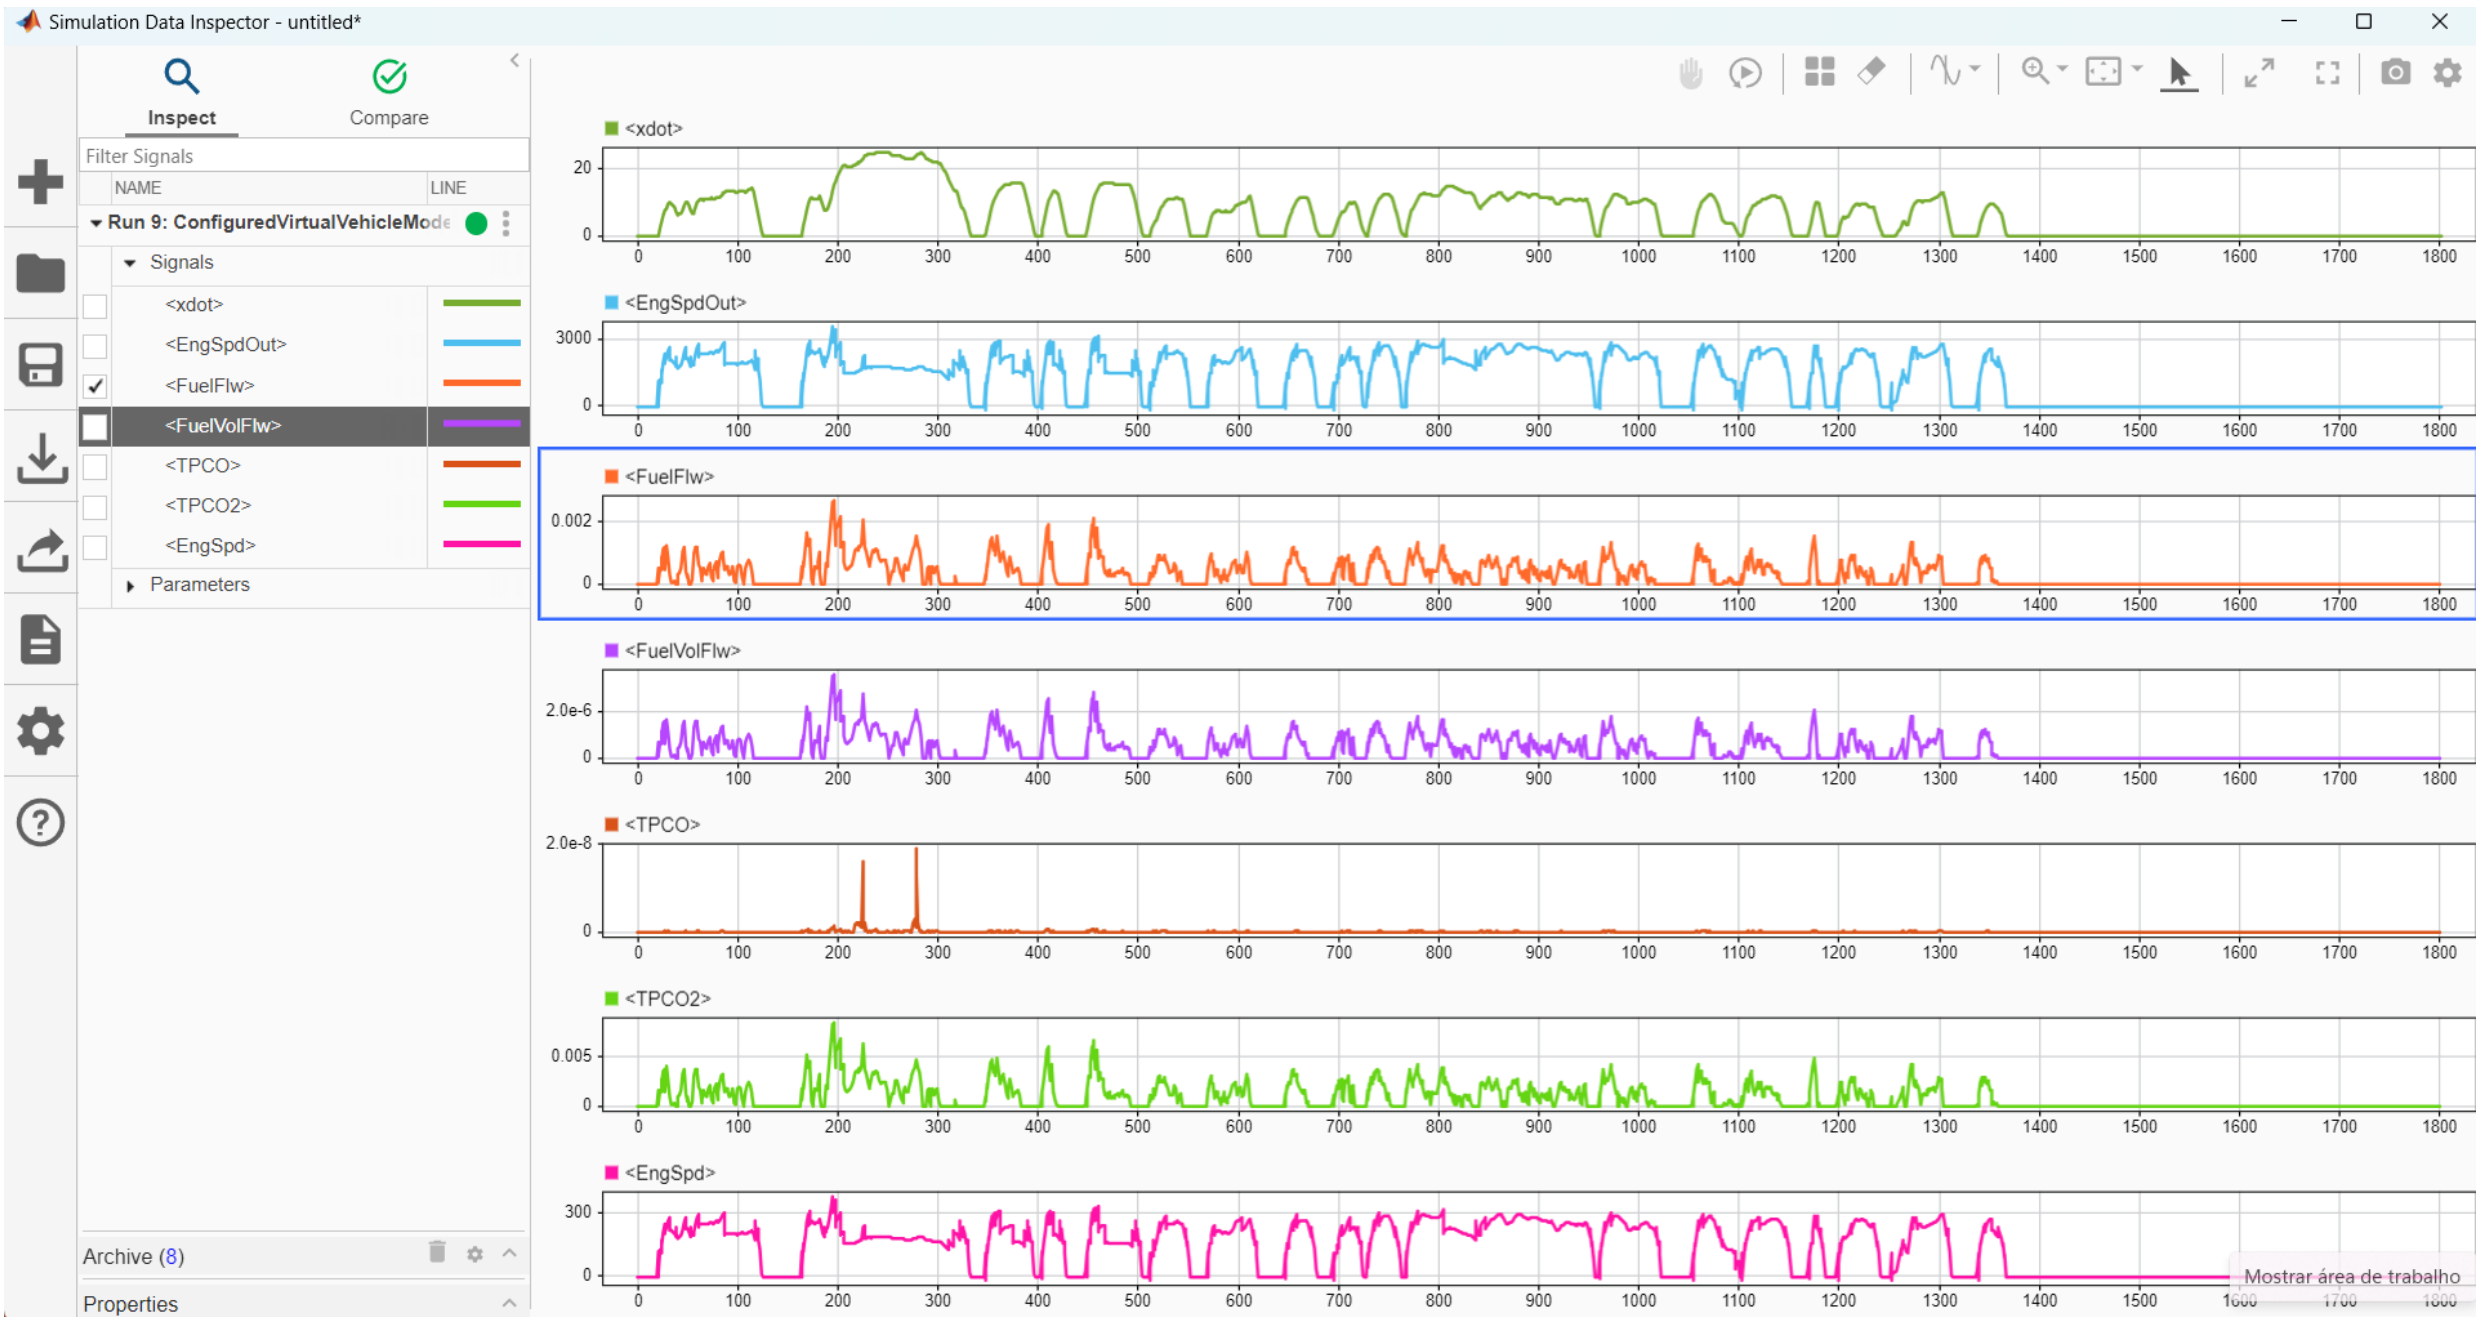 Simulation Data Inspector - untitled*
Inspect
Compare
Filter Signals
NAME LINE
Run 9: ConfiguredVirtualVehicleMode
Signals
<xdot>
<EngSpdOut>
<FuelFlw>
<FuelVolFlw>
<TPCO>
<TPCO2>
<EngSpd>
Parameters
Archive (8)
Properties
<xdot>
20
0
0 100 200 300 400 500 600 700 800 900 1000 1100 1200 1300 1400 1500 1600 1700 1800
<EngSpdOut>
3000
0
0 100 200 300 400 500 600 700 800 900 1000 1100 1200 1300 1400 1500 1600 1700 1800
<FuelFlw>
0.002
0
0 100 200 300 400 500 600 700 800 900 1000 1100 1200 1300 1400 1500 1600 1700 1800
<FuelVolFlw>
2.0e-6
0
0 100 200 300 400 500 600 700 800 900 1000 1100 1200 1300 1400 1500 1600 1700 1800
<TPCO>
2.0e-8
0
0 100 200 300 400 500 600 700 800 900 1000 1100 1200 1300 1400 1500 1600 1700 1800
<TPCO2>
0.005
0
0 100 200 300 400 500 600 700 800 900 1000 1100 1200 1300 1400 1500 1600 1700 1800
<EngSpd>
300
0
Mostrar área de trabalho
0 100 200 300 400 500 600 700 800 900 1000 1100 1200 1300 1400 1500 1600 1700 1800